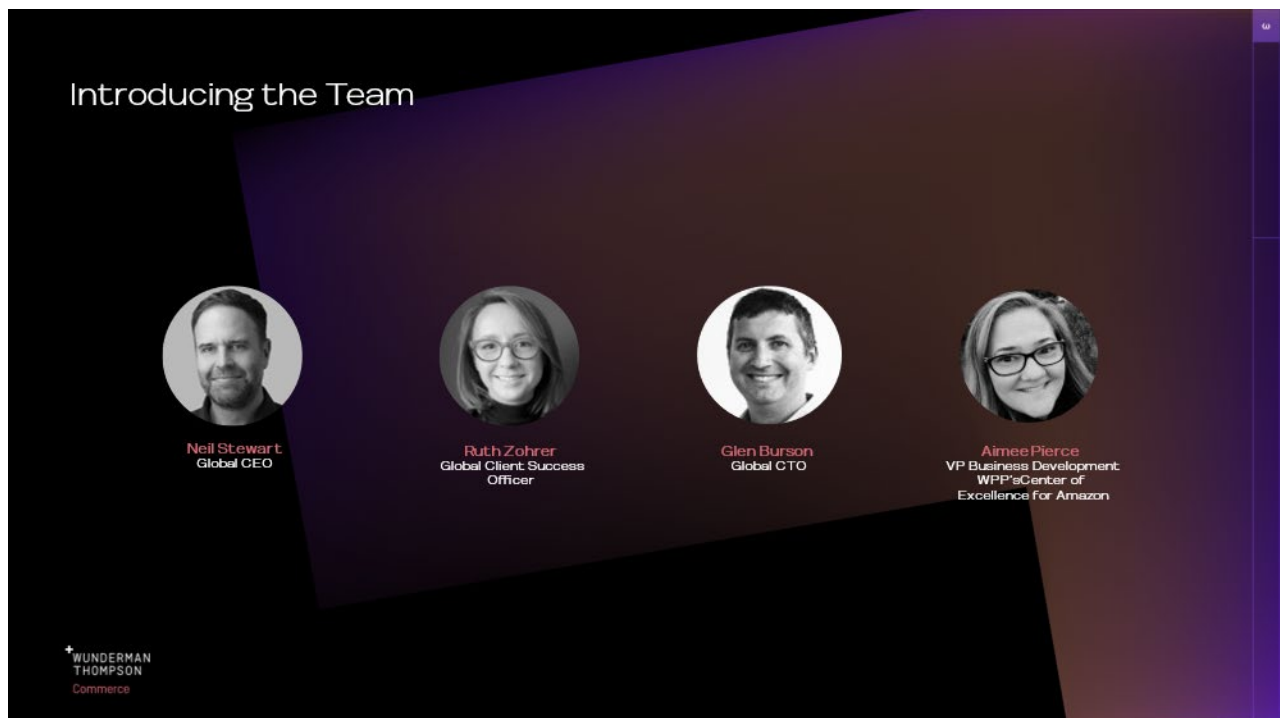 ω
Introducing the Team
Neil Stewart
Global CEO
Ruth Zohrer
Global Client Success
Officer
Glen Burson
Global CTO
Aimee Pierce
VP Business Development
WPP'sCenter of
Excellence for Amazon
WUNDERMAN
THOMPSON
Commerce